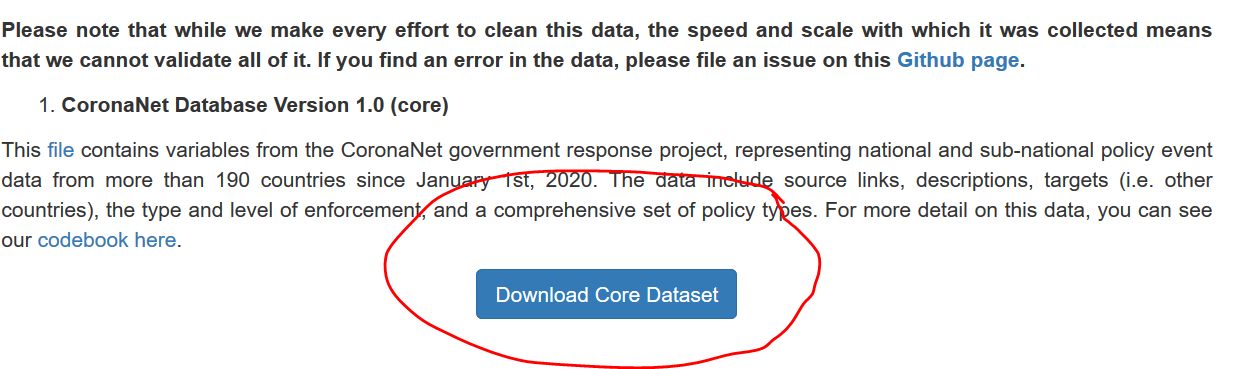 Please note that while we make every effort to clean this data, the speed and scale with which it was collected means
that we cannot validate all of it. If you find an error in the data, please file an issue on this Github page.
1. CoronaNet Database Version 1.0 (core)
This file contains variables from the CoronaNet government response project, representing national and sub-national policy event
data from more than 190 countries since January 1st, 2020. The data include source links, descriptions, targets (i.e. other
countries), the type and level of enforcement, and a comprehensive set of policy types. For more detail on this data, you can see
our codebook here.
Download Core Dataset